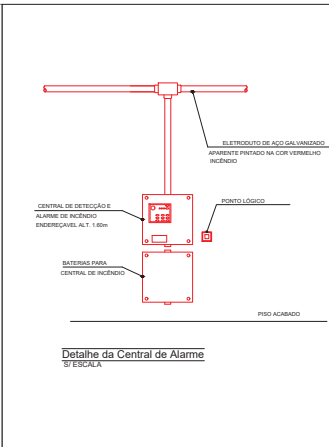 ELETRODUTO DE AÇO GALVANIZADO
APARENTE PINTADO NA COR VERMELHO
INCÊNDIO
CENTRAL DE DETECÇÃO E
ALARME DE INCÊNDIO
ENDEREÇAVEL ALT. 1.60m
PONTO LÓGICO
BATERIAS PARA
CENTRAL DE INCÊNDIO
PISO ACABADO
Detalhe da Central de Alarme
S/ ESCALA